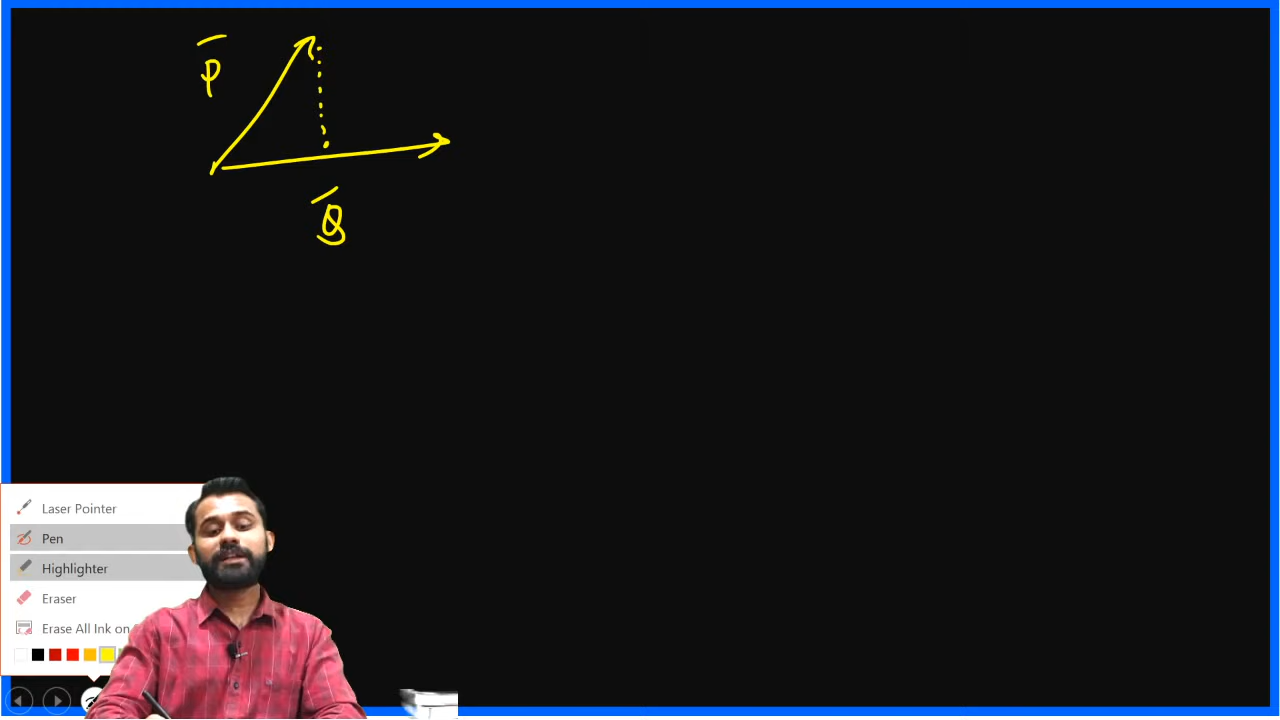 P̅
Q̅
Laser Pointer
Pen
Highlighter
Eraser
Erase All Ink on